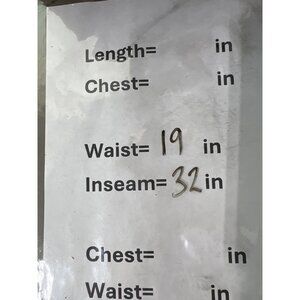 Length= in
Chest= in
Waist= 19 in
Inseam= 32 in
Chest= in
Waist= in